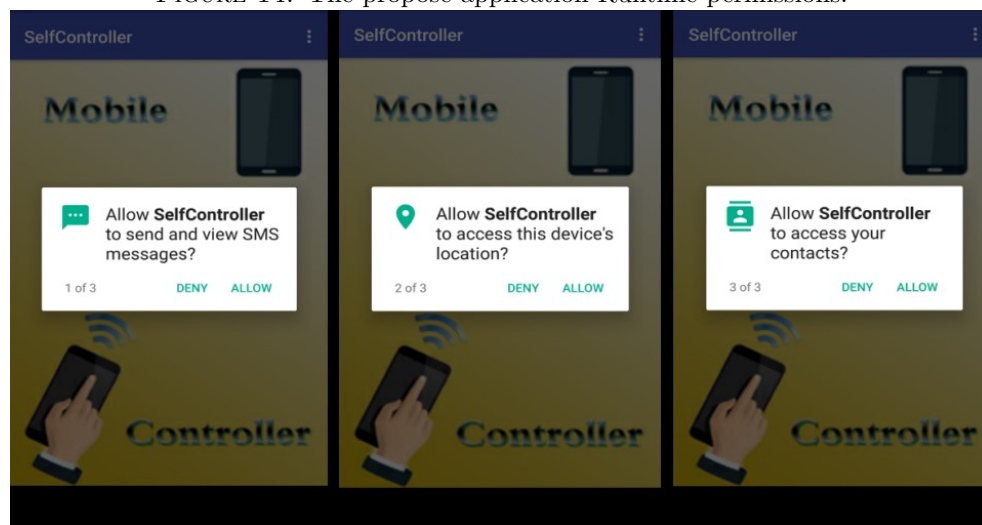 FIGURE 14. The propose application Runtime permissions.
SelfController
Mobile
Allow SelfController
to send and view SMS
messages?
1 of 3 DENY ALLOW
Controller
SelfController
Mobile
Allow SelfController
to access this device's
location?
2 of 3 DENY ALLOW
Controller
SelfController
Mobile
Allow SelfController
to access your
contacts?
3 of 3 DENY ALLOW
Controller